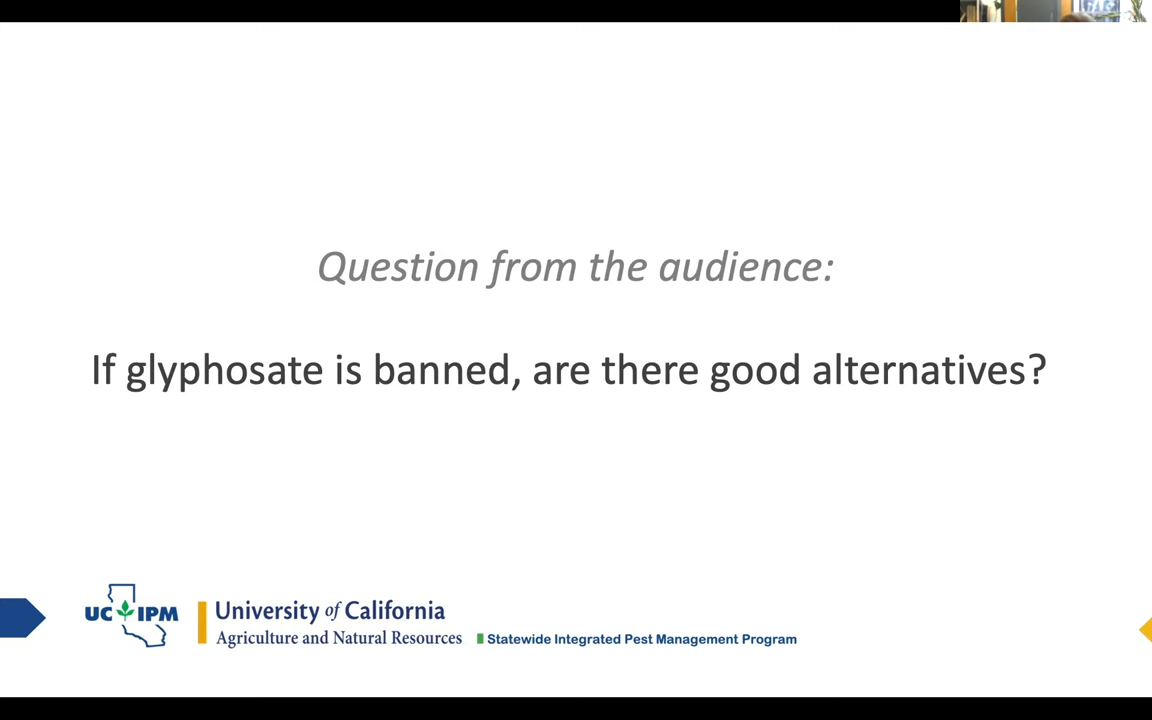 Question from the audience:
If glyphosate is banned, are there good alternatives?
UC IPM
University of California
Agriculture and Natural Resources
Statewide Integrated Pest Management Program